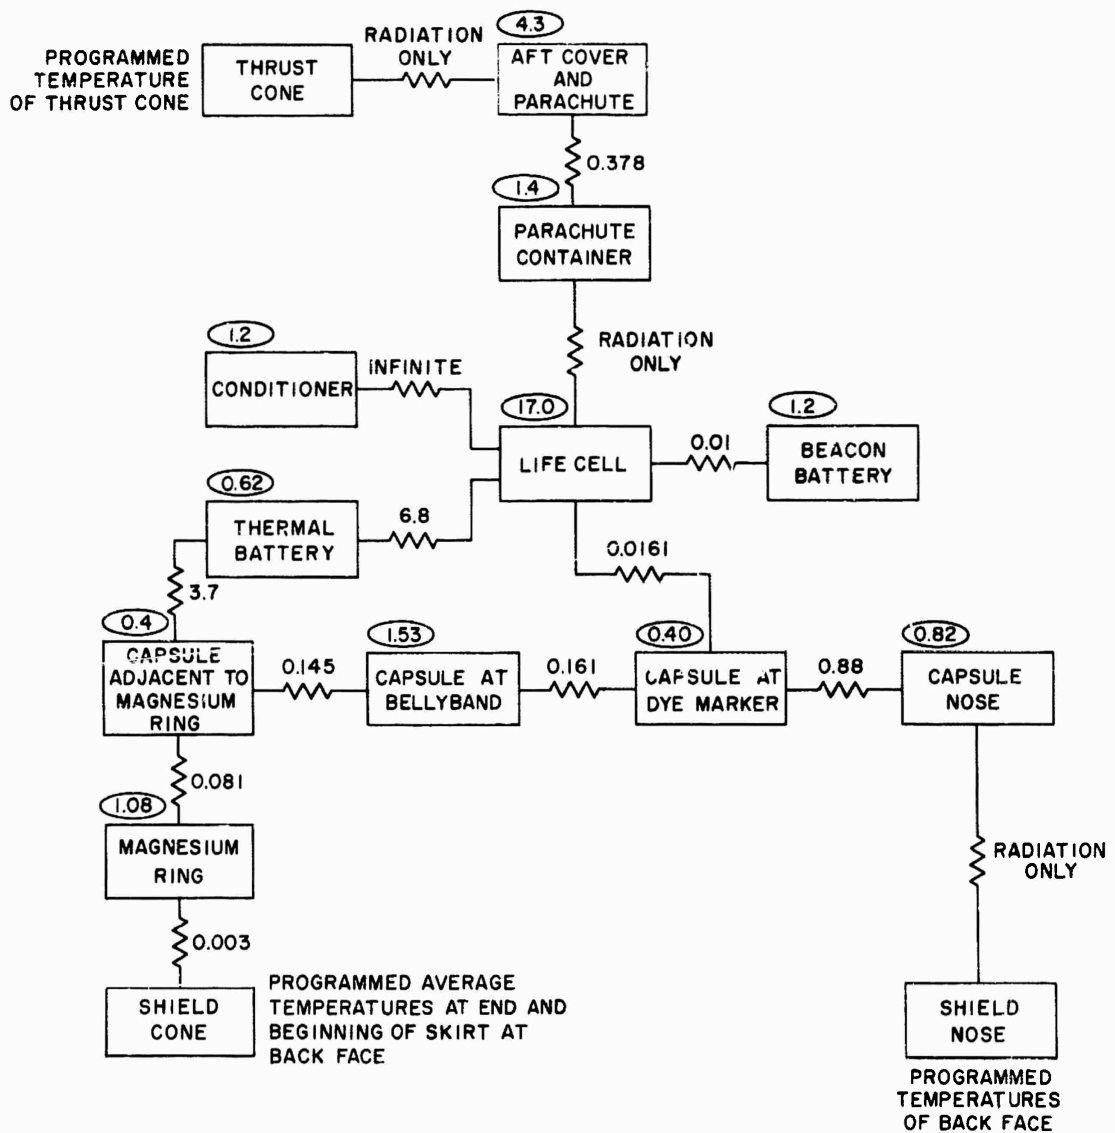 4.3
RADIATION
ONLY
PROGRAMMED
TEMPERATURE
OF THRUST CONE
THRUST
CONE
AFT COVER
AND
PARACHUTE
0.378
1.4
PARACHUTE
CONTAINER
RADIATION
ONLY
1.2
CONDITIONER
INFINITE
17.0
LIFE CELL
0.01
1.2
BEACON
BATTERY
0.62
THERMAL
BATTERY
6.8
0.0161
3.7
0.4
CAPSULE
ADJACENT TO
MAGNESIUM
RING
0.145
1.53
CAPSULE AT
BELLYBAND
0.161
0.40
CAPSULE AT
DYE MARKER
0.88
0.82
CAPSULE
NOSE
0.081
1.08
MAGNESIUM
RING
RADIATION
ONLY
0.003
SHIELD
CONE
PROGRAMMED AVERAGE
TEMPERATURES AT END AND
BEGINNING OF SKIRT AT
BACK FACE
SHIELD
NOSE
PROGRAMMED
TEMPERATURES
OF BACK FACE